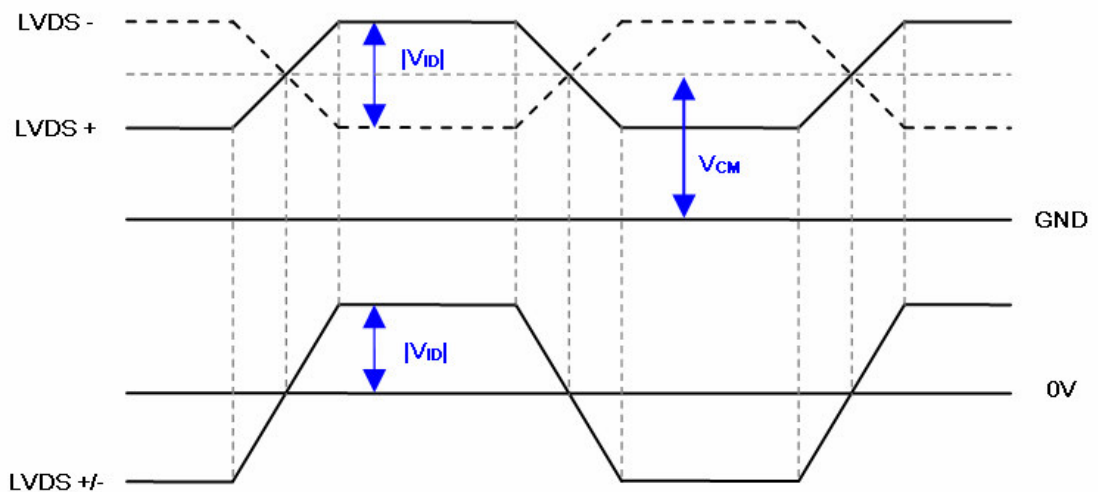 LVDS -
|VID|
LVDS +
VCM
GND
|VID|
0V
LVDS +/-